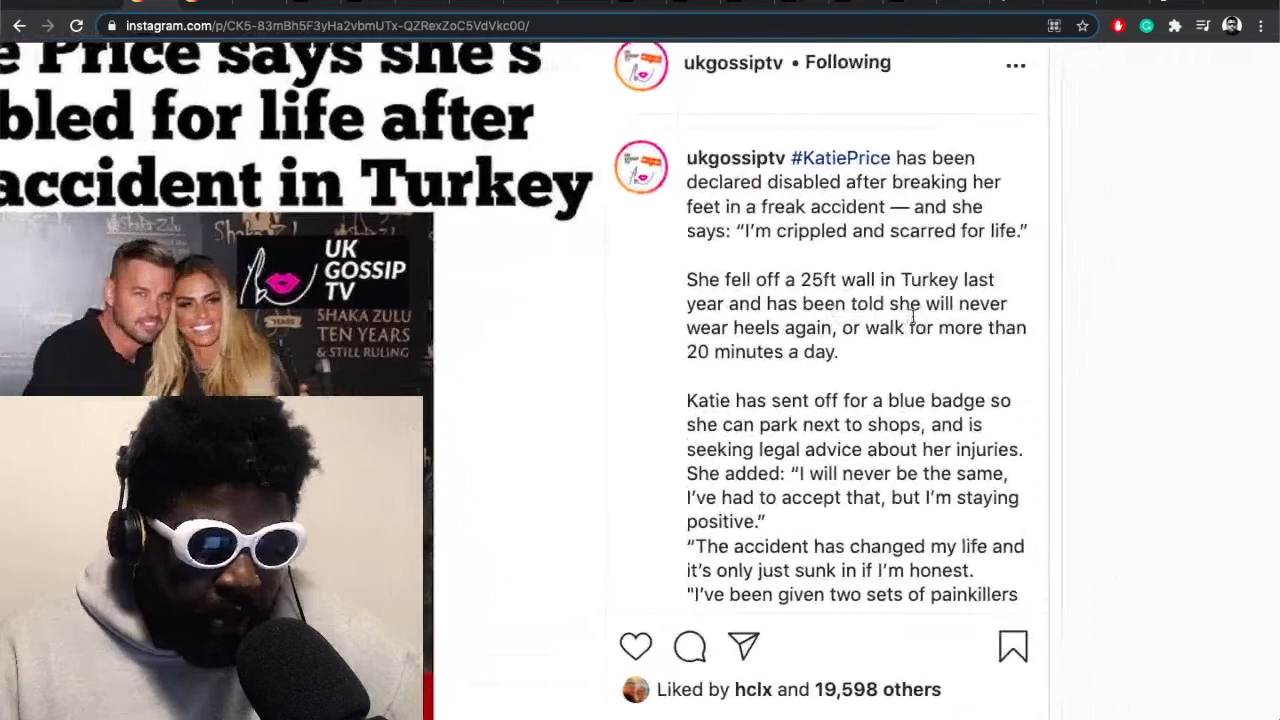 instagram.com/p/CK5-83mBh5F3yHa2vbmUTx-QZRexZoC5VdVkc00/
e Price says she's
bled for life after
accident in Turkey
UK
GOSSIP
TV
SHAKA ZULU
TEN YEARS
& STILL RULING
ukgossiptv • Following
ukgossiptv #KatiePrice has been
declared disabled after breaking her
feet in a freak accident — and she
says: “I’m crippled and scarred for life.”
She fell off a 25ft wall in Turkey last
year and has been told she will never
wear heels again, or walk for more than
20 minutes a day.
Katie has sent off for a blue badge so
she can park next to shops, and is
seeking legal advice about her injuries.
She added: “I will never be the same,
I’ve had to accept that, but I’m staying
positive.”
“The accident has changed my life and
it’s only just sunk in if I’m honest.
"I’ve been given two sets of painkillers
Liked by hclx and 19,598 others